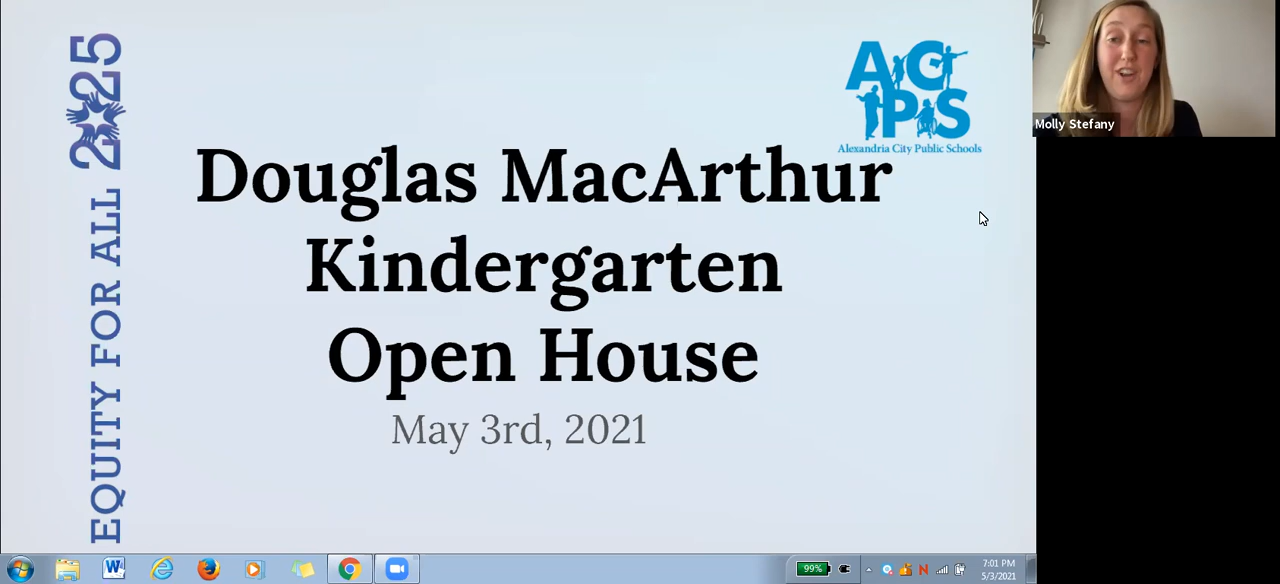 EQUITY FOR ALL 2025
ACPS
Alexandria City Public Schools
Douglas MacArthur
Kindergarten
Open House
May 3rd, 2021
Molly Stefany
99%
7:01 PM
5/3/2021